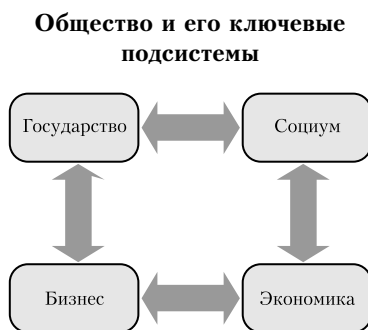 Общество и его ключевые
подсистемы
Государство
Социум
Бизнес
Экономика